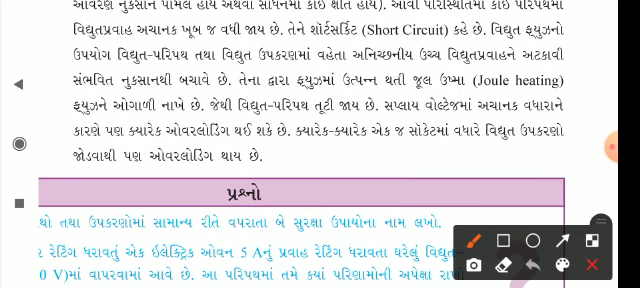 આવરણ નુકસાન પામેલ હોય અથવા સાધનમાં કોઈ ક્ષતિ હોય). આવી પરિસ્થિતિમાં કોઈ પરિપથમાં
વિદ્યુતપ્રવાહ અચાનક ખૂબ જ વધી જાય છે. તેને શૉર્ટસર્કિટ (Short Circuit) કહે છે. વિદ્યુત ફ્યુઝનો
ઉપયોગ વિદ્યુત-પરિપથ તથા વિદ્યુત ઉપકરણમાં વહેતા અનિચ્છનીય ઉચ્ચ વિદ્યુતપ્રવાહને અટકાવી
સંભવિત નુકસાનથી બચાવે છે. તેના દ્વારા ફ્યુઝમાં ઉત્પન્ન થતી જૂલ ઉષ્મા (Joule heating)
ફ્યુઝને ઓગાળી નાખે છે. જેથી વિદ્યુત-પરિપથ તૂટી જાય છે. સપ્લાય વોલ્ટેજમાં અચાનક વધારાને
કારણે પણ ક્યારેક ઓવરલોડિંગ થઈ શકે છે. ક્યારેક-ક્યારેક એક જ સૉકેટમાં વધારે વિદ્યુત ઉપકરણો
જોડવાથી પણ ઓવરલોડિંગ થાય છે.
પ્રશ્નો
થો તથા ઉપકરણોમાં સામાન્ય રીતે વપરાતા બે સુરક્ષા ઉપાયોના નામ લખો.
ર રેટિંગ ધરાવતું એક ઇલેક્ટ્રિક ઓવન 5 Aનું પ્રવાહ રેટિંગ ધરાવતા ઘરેલું વિદ્યુત-
0 V)માં વાપરવામાં આવે છે. આ પરિપથમાં તમે કયાં પરિણામોની અપેક્ષા રાખ